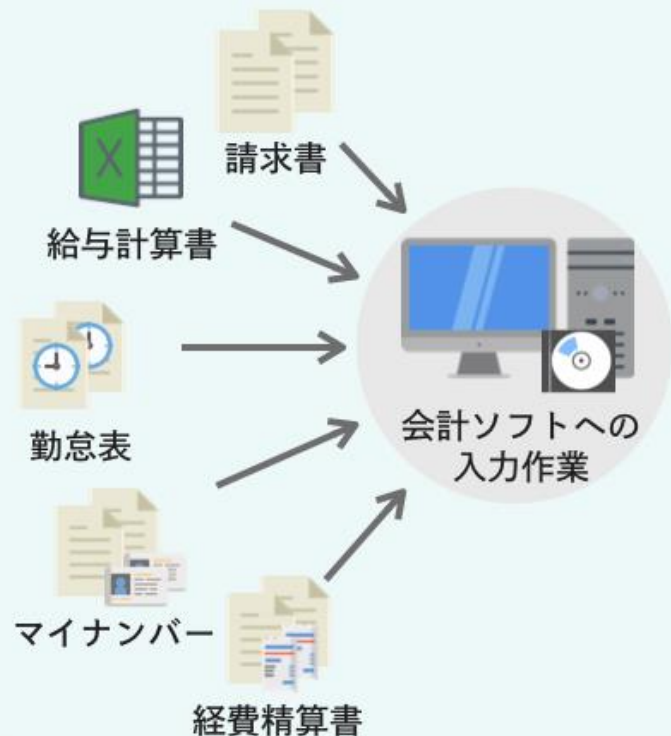 請求書
給与計算書
勤怠表
会計ソフトへの
入力作業
マイナンバー
経費精算書